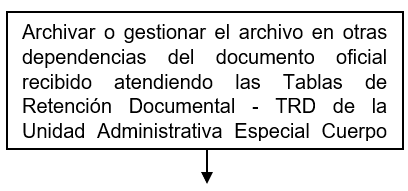 Archivar o gestionar el archivo en otras
dependencias del documento oficial
recibido atendiendo las Tablas de
Retención Documental - TRD de la
Unidad Administrativa Especial Cuerpo